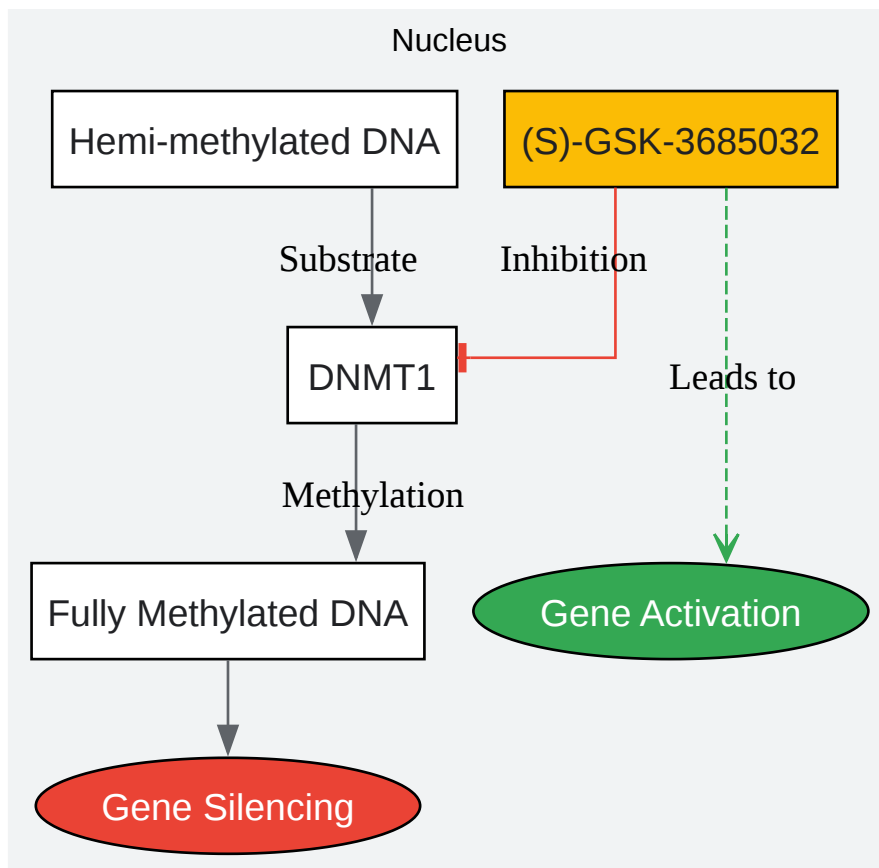 Nucleus
Hemi-methylated DNA
(S)-GSK-3685032
Substrate
Inhibition
DNMT1
Leads to
Methylation
Fully Methylated DNA
Gene Activation
Gene Silencing